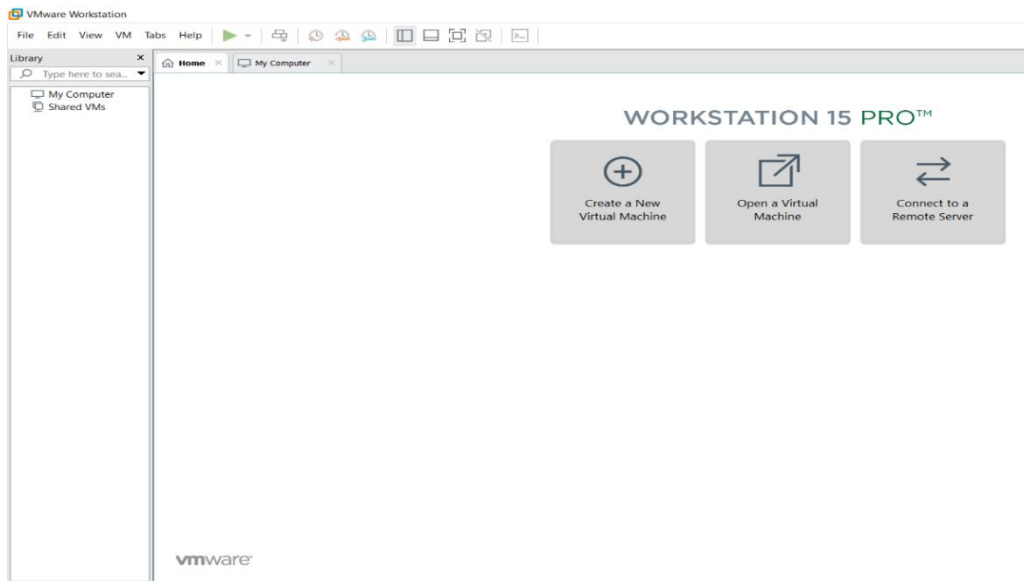 VMware Workstation
File Edit View VM Tabs Help
Library
Type here to sea...
My Computer
Shared VMs
Home
My Computer
WORKSTATION 15 PRO™
Create a New
Virtual Machine
Open a Virtual
Machine
Connect to a
Remote Server
vmware